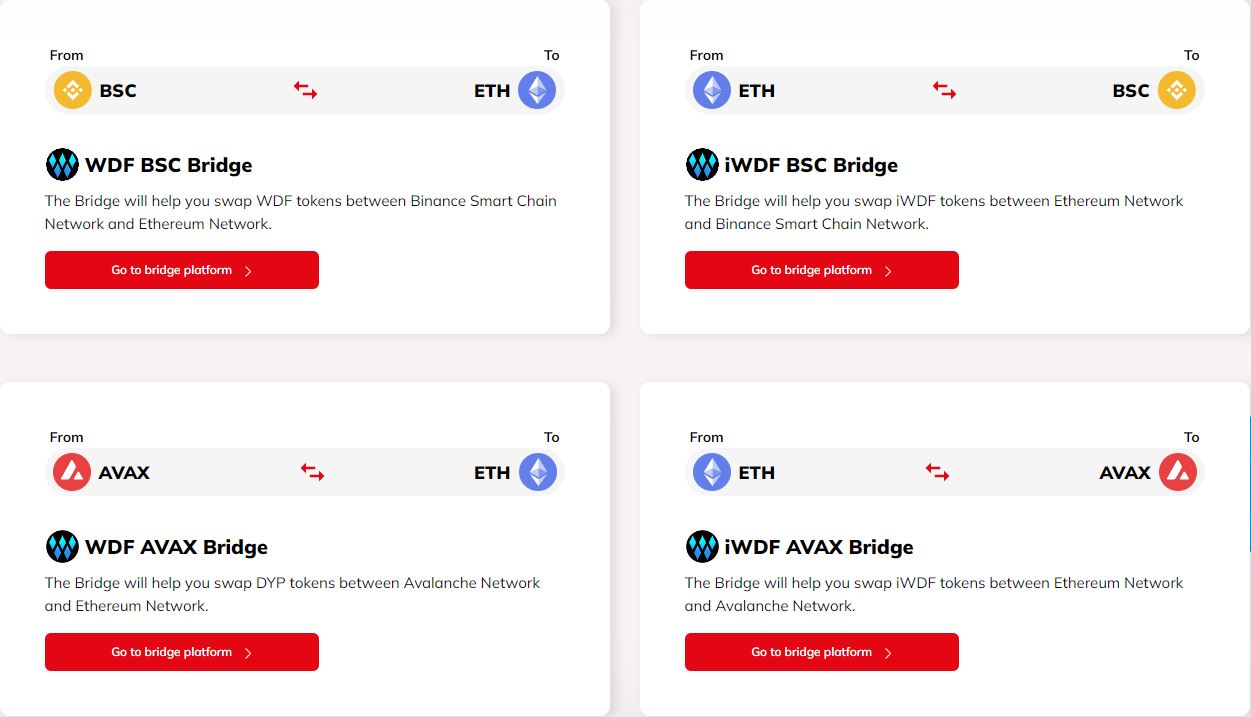 From
To
BSC
ETH
WDF BSC Bridge
The Bridge will help you swap WDF tokens between Binance Smart Chain
Network and Ethereum Network.
Go to bridge platform
From
To
ETH
BSC
iWDF BSC Bridge
The Bridge will help you swap iWDF tokens between Ethereum Network
and Binance Smart Chain Network.
Go to bridge platform
From
To
AVAX
ETH
WDF AVAX Bridge
The Bridge will help you swap DYP tokens between Avalanche Network
and Ethereum Network.
Go to bridge platform
From
To
ETH
AVAX
iWDF AVAX Bridge
The Bridge will help you swap iWDF tokens between Ethereum Network
and Avalanche Network.
Go to bridge platform